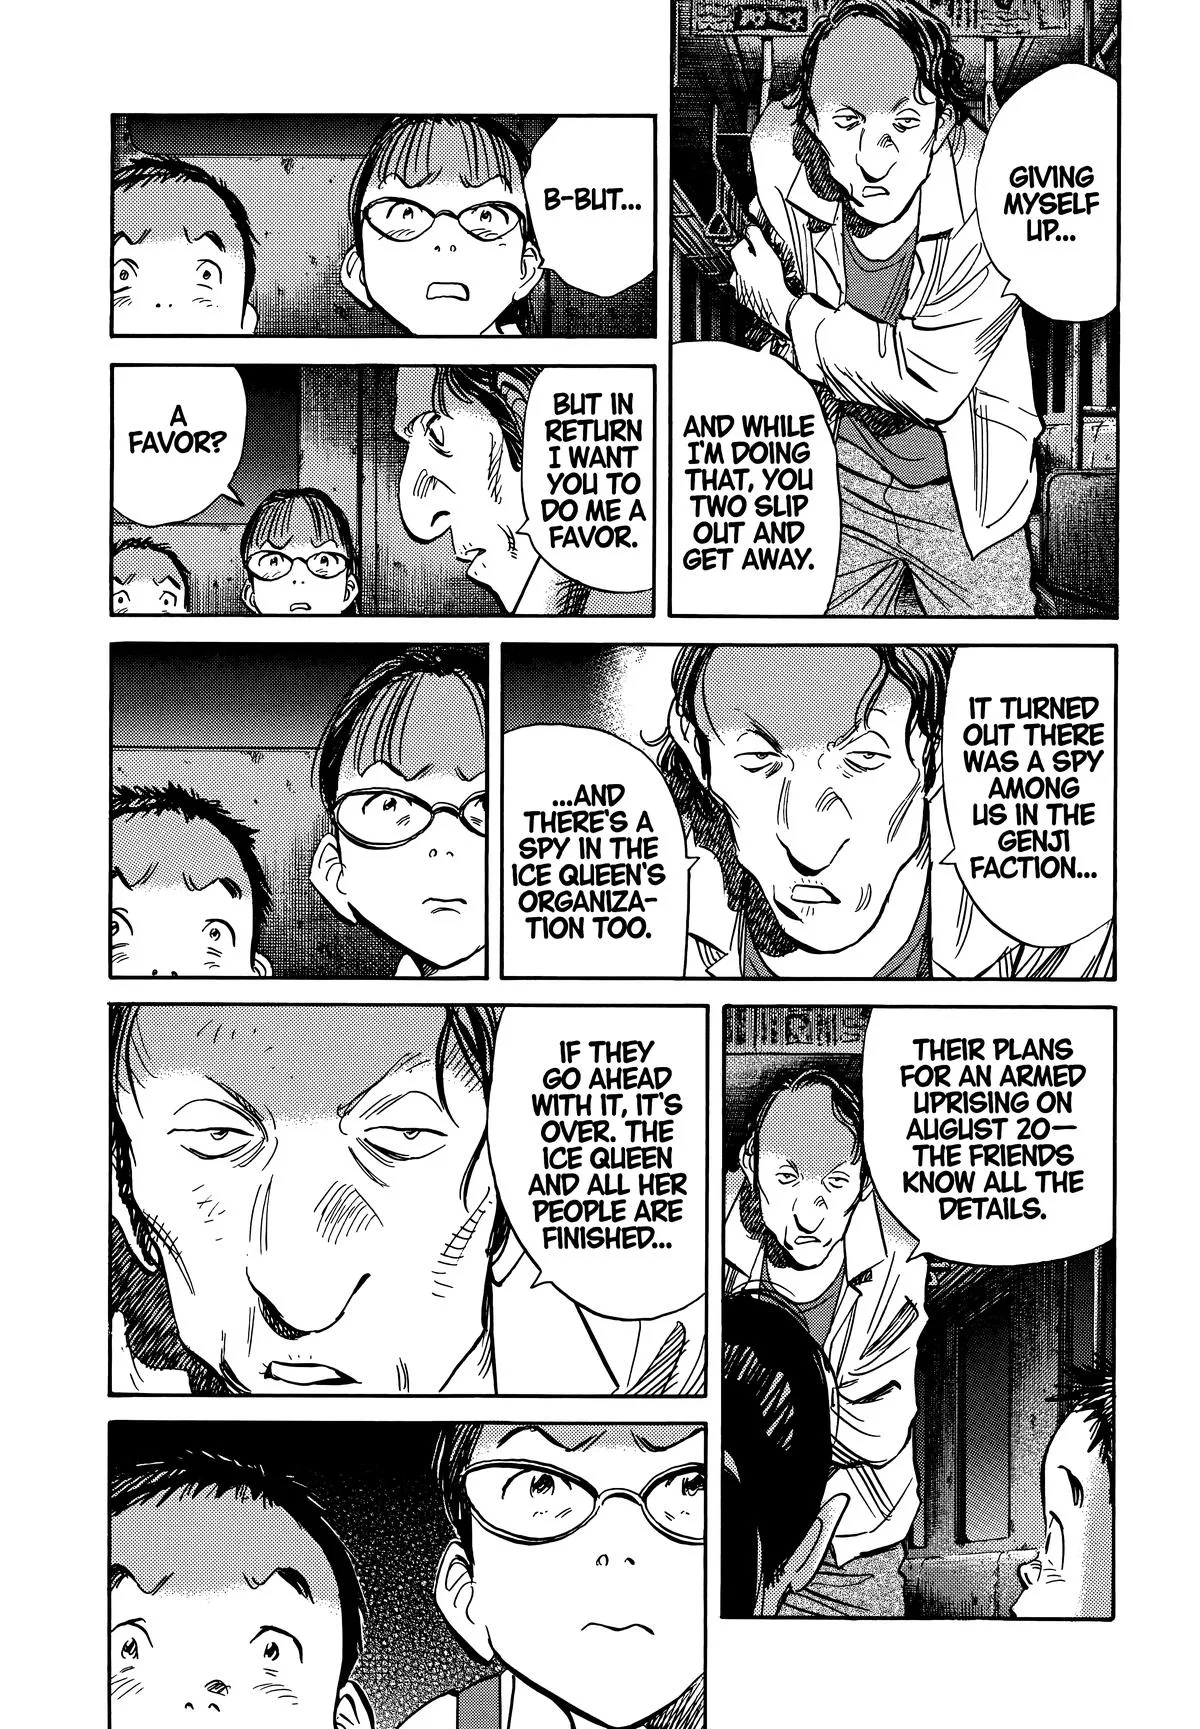 GIVING
MYSELF
UP...
AND WHILE
I'M DOING
THAT, YOU
TWO SLIP
OUT AND
GET AWAY.
B-BUT...
BUT IN
RETURN
I WANT
YOU TO
DO ME A
FAVOR.
A
FAVOR?
IT TURNED
OUT THERE
WAS A SPY
AMONG
US IN THE
GENJI
FACTION...
...AND
THERE'S A
SPY IN THE
ICE QUEEN'S
ORGANIZA-
TION TOO.
THEIR PLANS
FOR AN ARMED
UPRISING ON
AUGUST 20—
THE FRIENDS
KNOW ALL THE
DETAILS.
IF THEY
GO AHEAD
WITH IT, IT'S
OVER. THE
ICE QUEEN
AND ALL HER
PEOPLE ARE
FINISHED...